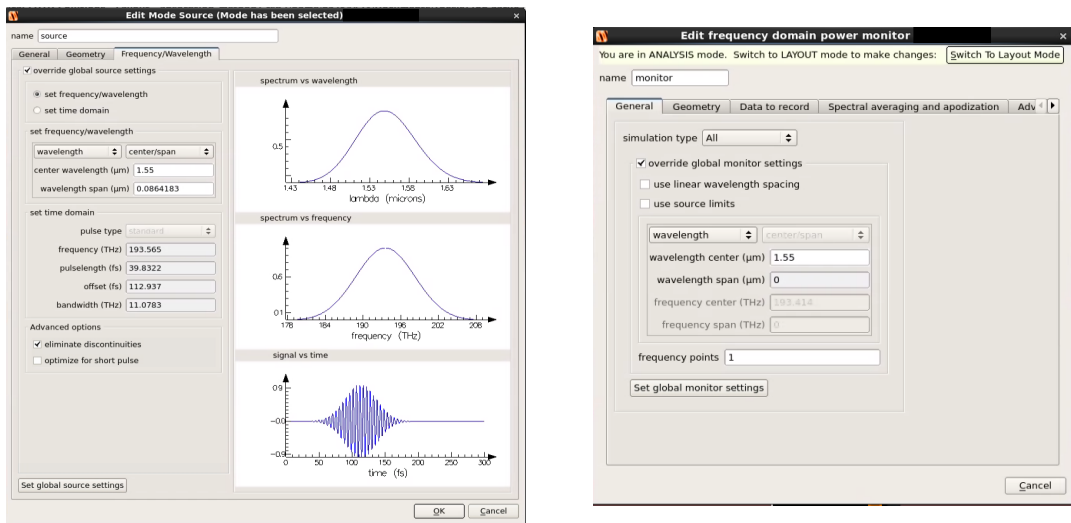 Edit Mode Source (Mode has been selected)
×
name source
General Geometry Frequency/Wavelength
override global source settings
set frequency/wavelength
set time domain
set frequency/wavelength
wavelength center/span
center wavelength (μm) 1.55
wavelength span (μm) 0.0864183
set time domain
pulse type standard
frequency (THz) 193.565
pulselength (fs) 39.8322
offset (fs) 112.937
bandwidth (THz) 11.0783
Advanced options
eliminate discontinuities
optimize for short pulse
Set global source settings
spectrum vs wavelength
0.5
1.43 1.48 1.53 1.58 1.63
lambda (microns)
spectrum vs frequency
0.6
0.1
178 184 190 196 202 208
frequency (THz)
signal vs time
0.9
-0.0
-0.9
0 50 100 150 200 250 300
time (fs)
OK Cancel
Edit frequency domain power monitor
×
You are in ANALYSIS mode. Switch to LAYOUT mode to make changes: Switch To Layout Mode
name monitor
General Geometry Data to record Spectral averaging and apodization Adv
simulation type All
override global monitor settings
use linear wavelength spacing
use source limits
wavelength center/span
wavelength center (μm) 1.55
wavelength span (μm) 0
frequency center (THz) 193.414...
frequency span (THz) 0
frequency points 1
Set global monitor settings
Cancel